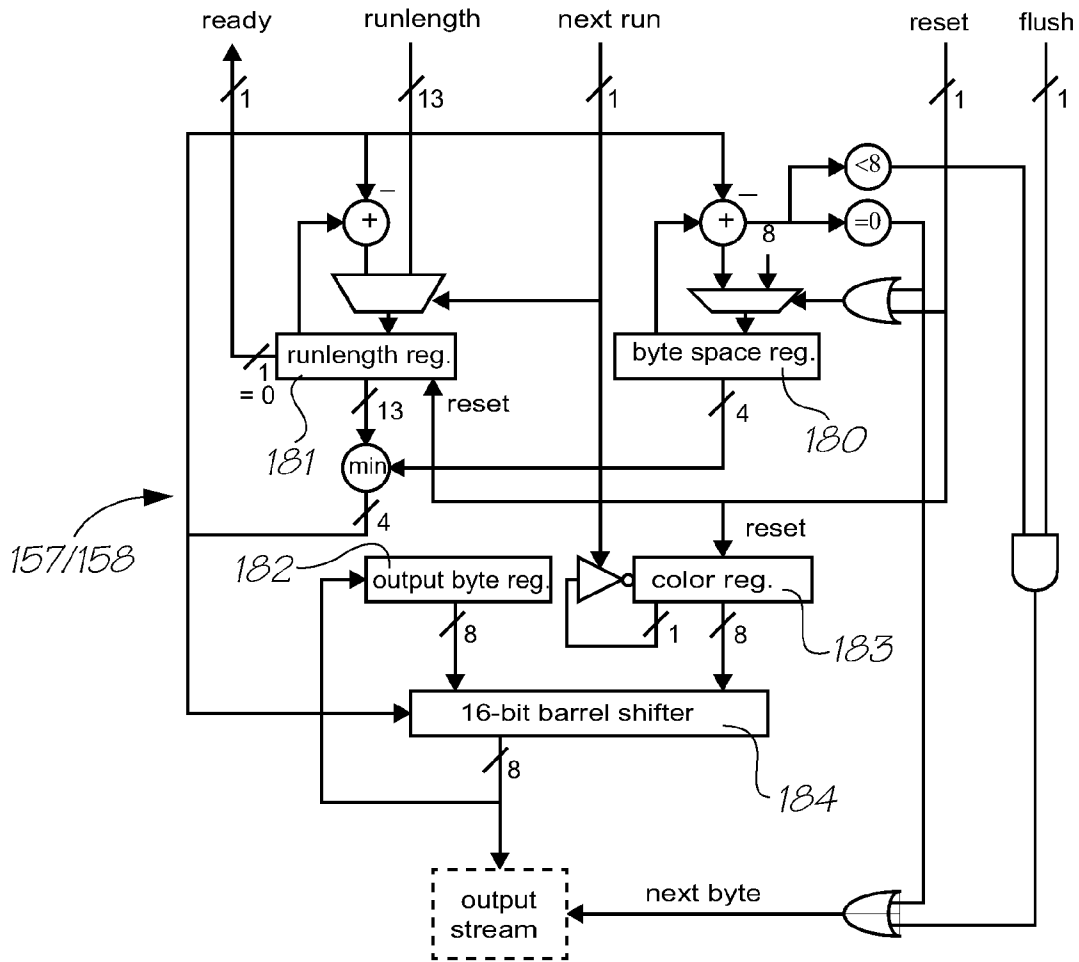 ready runlength next run reset flush
1 13 1 1 1
− −
+ + <8
=0
8
runlength reg. byte space reg.
1
= 0
13 reset 4
181 180
min
4
157/158
reset
182
output byte reg. color reg.
8 1 8
183
16-bit barrel shifter
8
184
next byte
output
stream